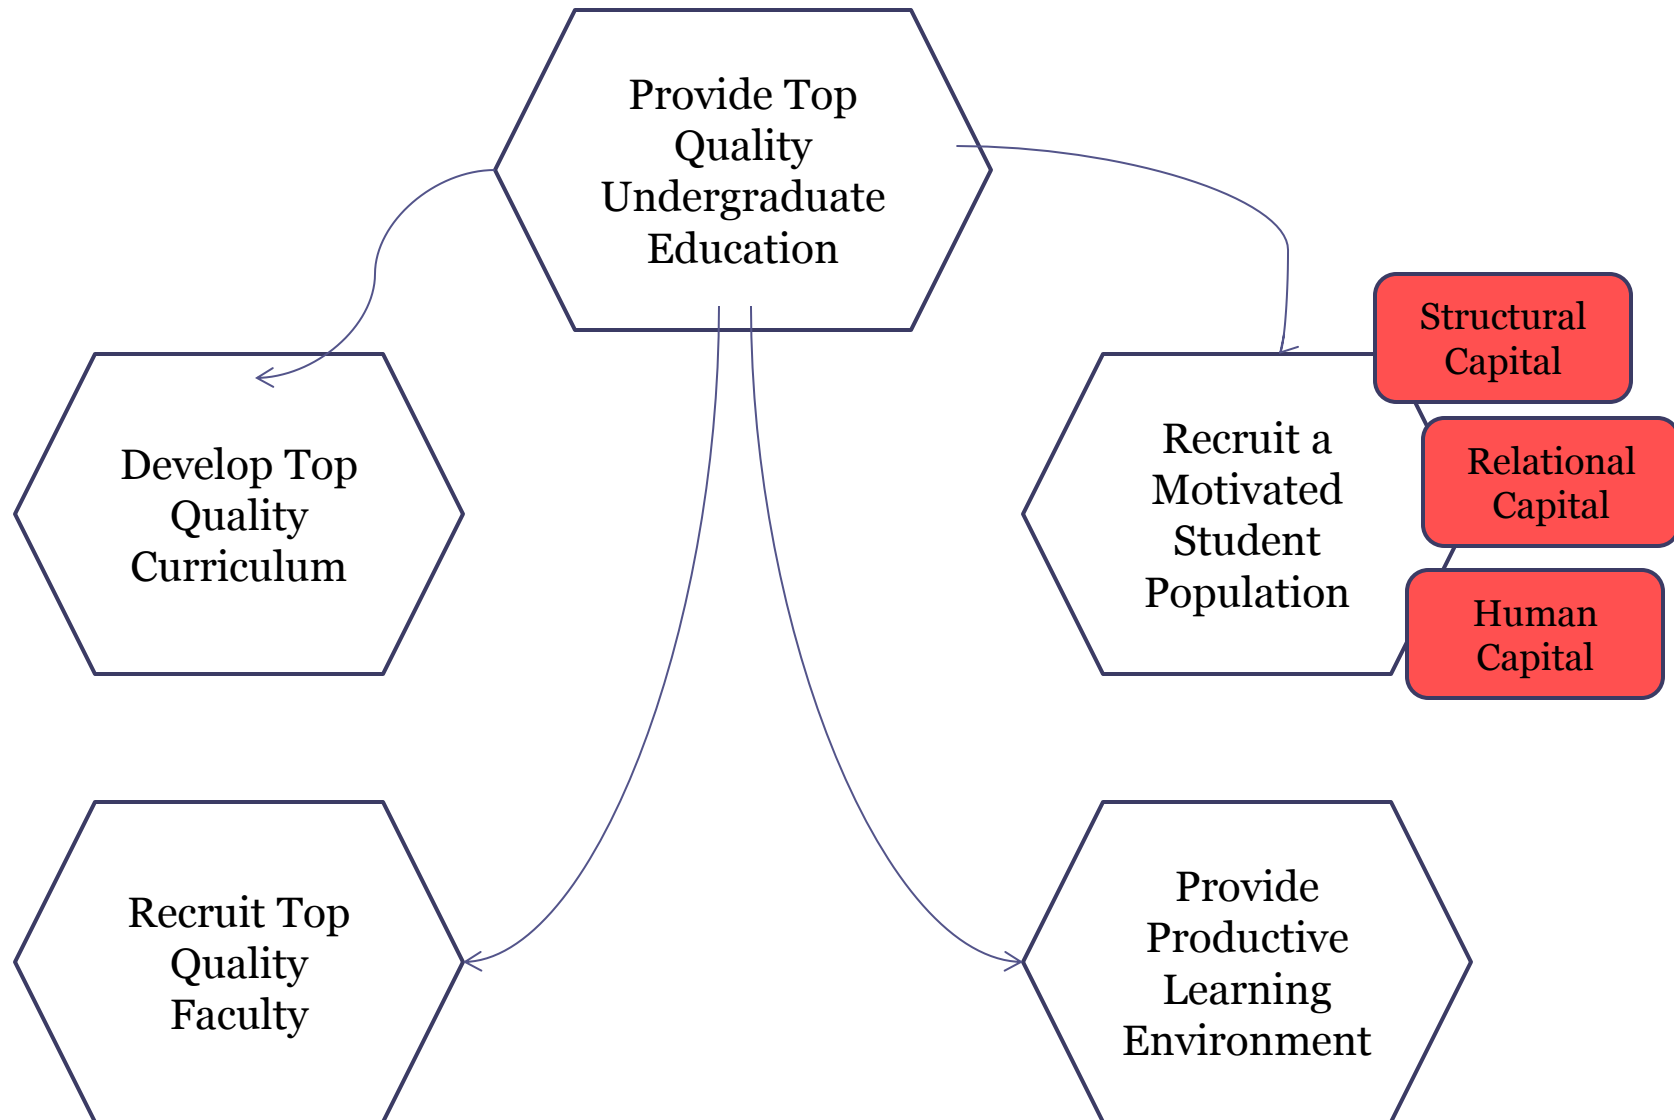 Provide Top
Quality
Undergraduate
Education
Structural
Capital
Develop Top
Quality
Curriculum
Recruit a
Motivated
Student
Population
Relational
Capital
Human
Capital
Recruit Top
Quality
Faculty
Provide
Productive
Learning
Environment